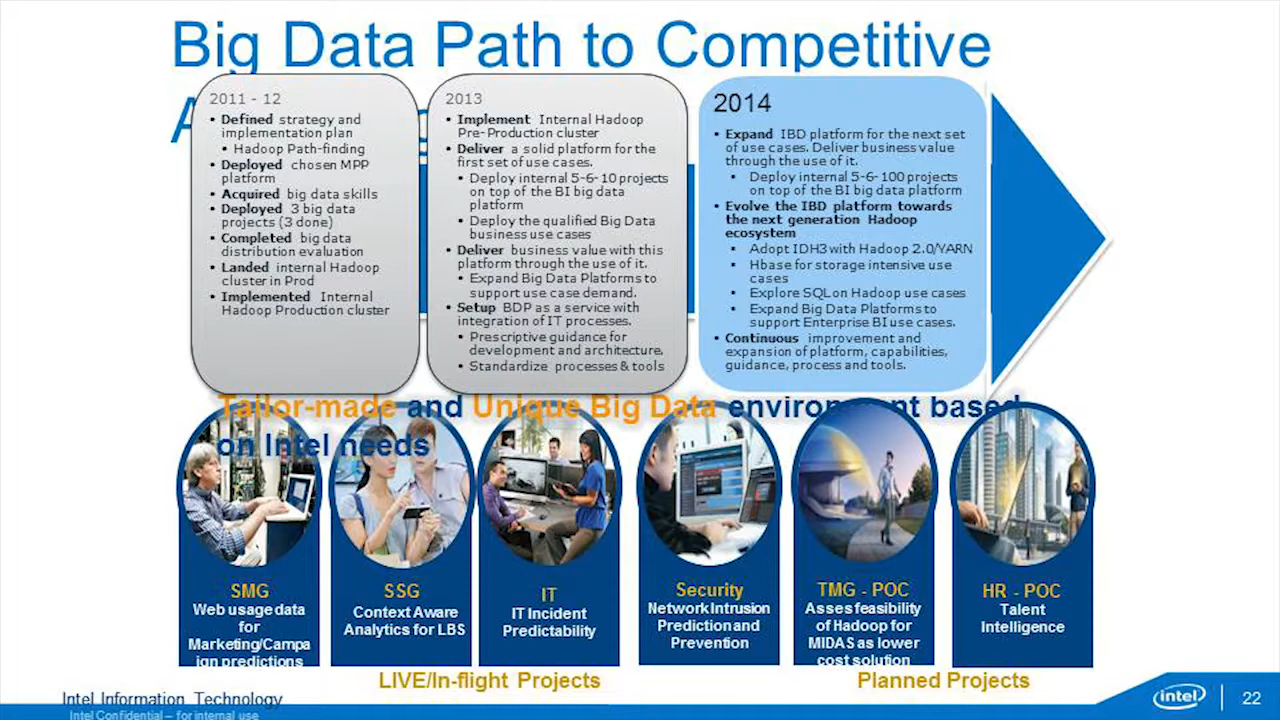 Big Data Path to Competitive
2011 - 12
• Defined strategy and
implementation plan
• Hadoop Path-finding
• Deployed chosen MPP
platform
• Acquired big data skills
• Deployed 3 big data
projects (3 done)
• Completed big data
distribution evaluation
• Landed internal Hadoop
cluster in Prod
• Implemented Internal
Hadoop Production cluster
2013
• Implement Internal Hadoop
Pre-Production cluster
• Deliver a solid platform for the
first set of use cases.
• Deploy internal 5-6-10 projects
on top of the BI big data
platform
• Deploy the qualified Big Data
business use cases
• Deliver business value with this
platform through the use of it.
• Expand Big Data Platforms to
support use case demand.
• Setup BDP as a service with
integration of IT processes.
• Prescriptive guidance for
development and architecture.
• Standardize processes & tools
2014
▪ Expand IBD platform for the next set
of use cases. Deliver business value
through the use of it.
▪ Deploy internal 5-6-100 projects
on top of the BI big data platform
▪ Evolve the IBD platform towards
the next generation Hadoop
ecosystem
▪ Adopt IDH3 with Hadoop 2.0/YARN
▪ Hbase for storage intensive use
cases
▪ Explore SQL on Hadoop use cases
▪ Expand Big Data Platforms to
support Enterprise BI use cases.
▪ Continuous improvement and
expansion of platform, capabilities,
guidance, process and tools.
Tailor-made and Unique Big Data environment based
on Intel needs
SMG
Web usage data
for
Marketing/Campa
ign predictions
SSG
Context Aware
Analytics for LBS
IT
IT Incident
Predictability
Security
Network Intrusion
Prediction and
Prevention
TMG - POC
Asses feasibility
of Hadoop for
MIDAS as lower
cost solution
HR - POC
Talent
Intelligence
LIVE/In-flight Projects
Planned Projects
Intel Information Technology
Intel Confidential – for internal use
intel
22